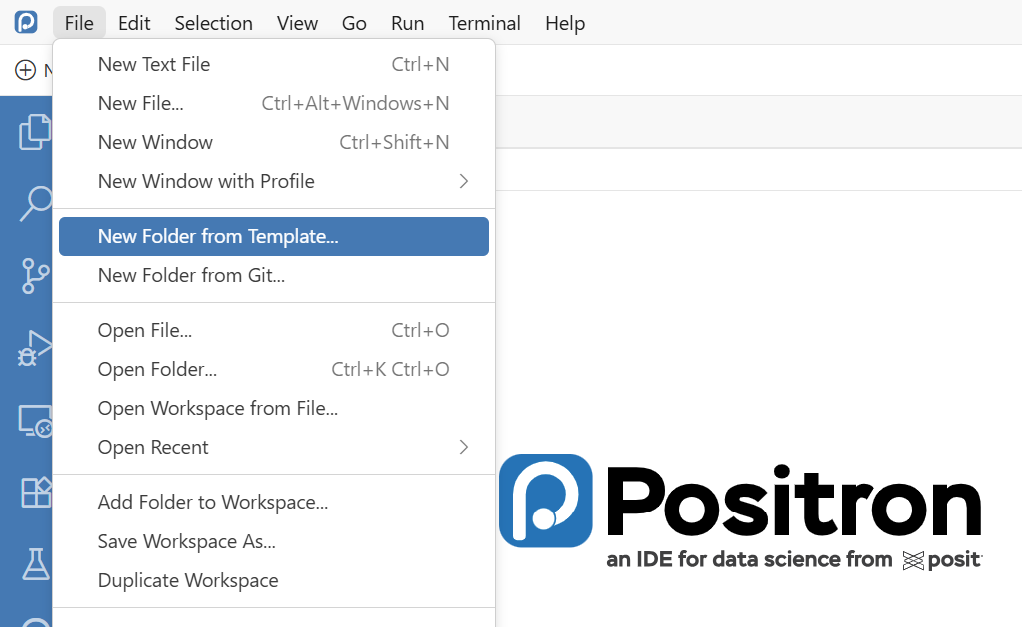 File Edit Selection View Go Run Terminal Help
New Text File Ctrl+N
New File... Ctrl+Alt+Windows+N
New Window Ctrl+Shift+N
New Window with Profile
New Folder from Template...
New Folder from Git...
Open File... Ctrl+O
Open Folder... Ctrl+K Ctrl+O
Open Workspace from File...
Open Recent
Add Folder to Workspace...
Save Workspace As...
Duplicate Workspace
Positron
an IDE for data science from posit